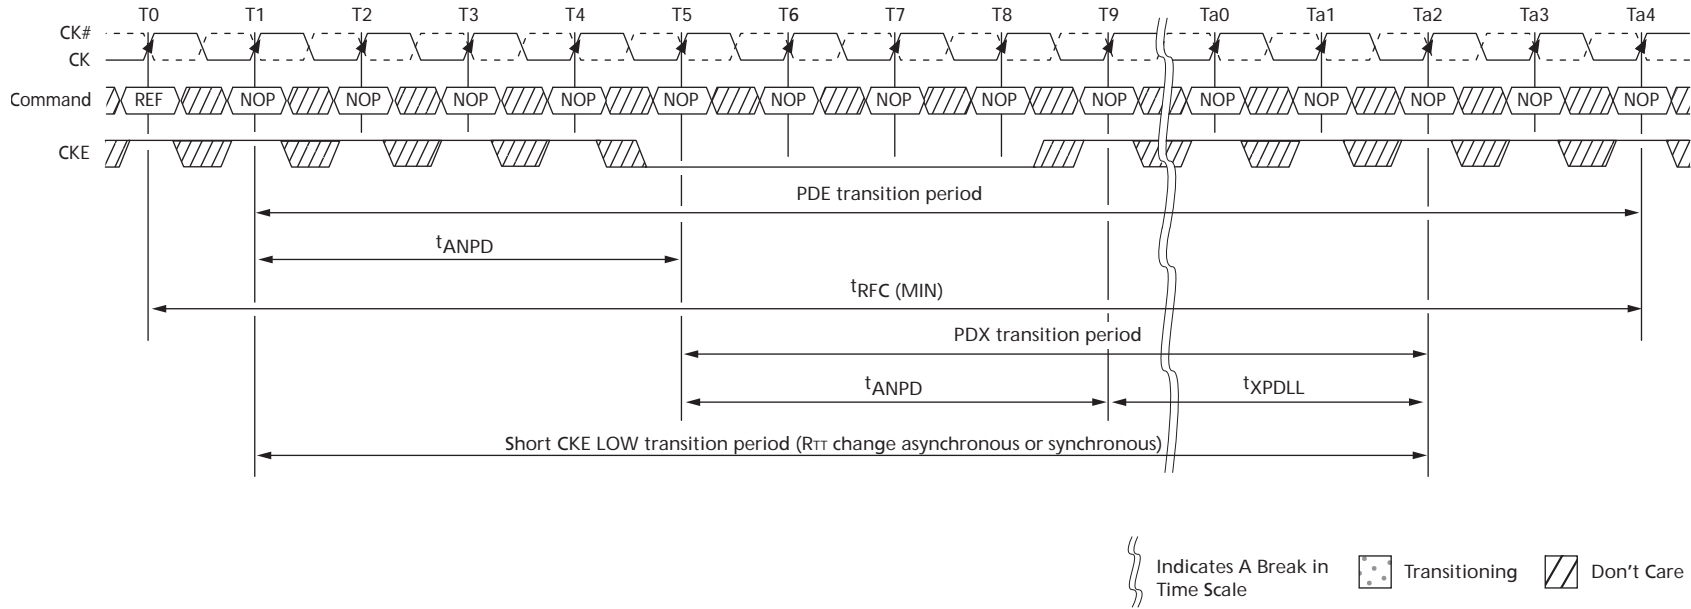 T0 T1 T2 T3 T4 T5 T6 T7 T8 T9 Ta0 Ta1 Ta2 Ta3 Ta4
CK#
CK
Command REF NOP NOP NOP NOP NOP NOP NOP NOP NOP NOP NOP NOP NOP NOP
CKE
PDE transition period
tANPD
tRFC (MIN)
PDX transition period
tANPD tXPDLL
Short CKE LOW transition period (RTT change asynchronous or synchronous)
Indicates A Break in
Time Scale
Transitioning
Don't Care